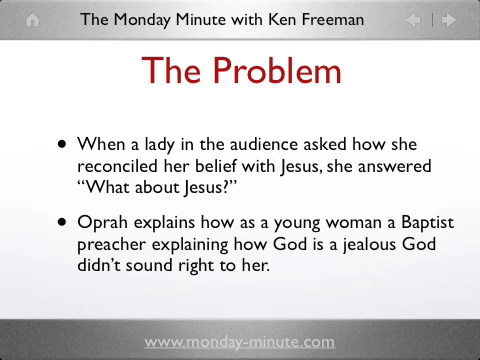 The Monday Minute with Ken Freeman
The Problem
• When a lady in the audience asked how she
reconciled her belief with Jesus, she answered
“What about Jesus?”
• Oprah explains how as a young woman a Baptist
preacher explaining how God is a jealous God
didn’t sound right to her.
www.monday-minute.com